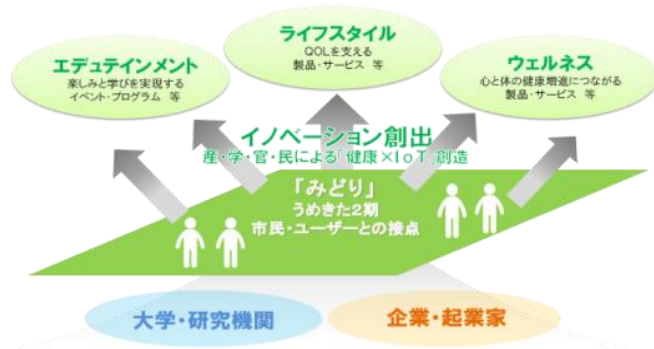 ライフスタイル
QOLを支える
製品・サービス 等
エデュテインメント
楽しみと学びを実現する
イベント・プログラム 等
ウェルネス
心と体の健康増進につながる
製品・サービス 等
イノベーション創出
産・学・官・民による「健康×IoT」創造
「みどり」
うめきた2期
市民・ユーザーとの接点
大学・研究機関
企業・起業家